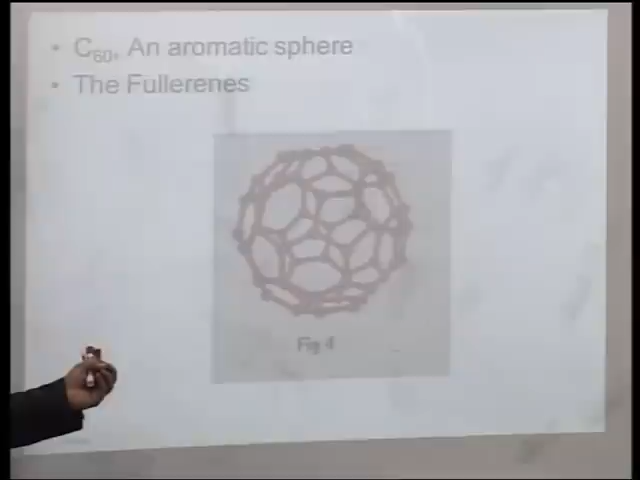 • C60, An aromatic sphere
• The Fullerenes
Fig 4